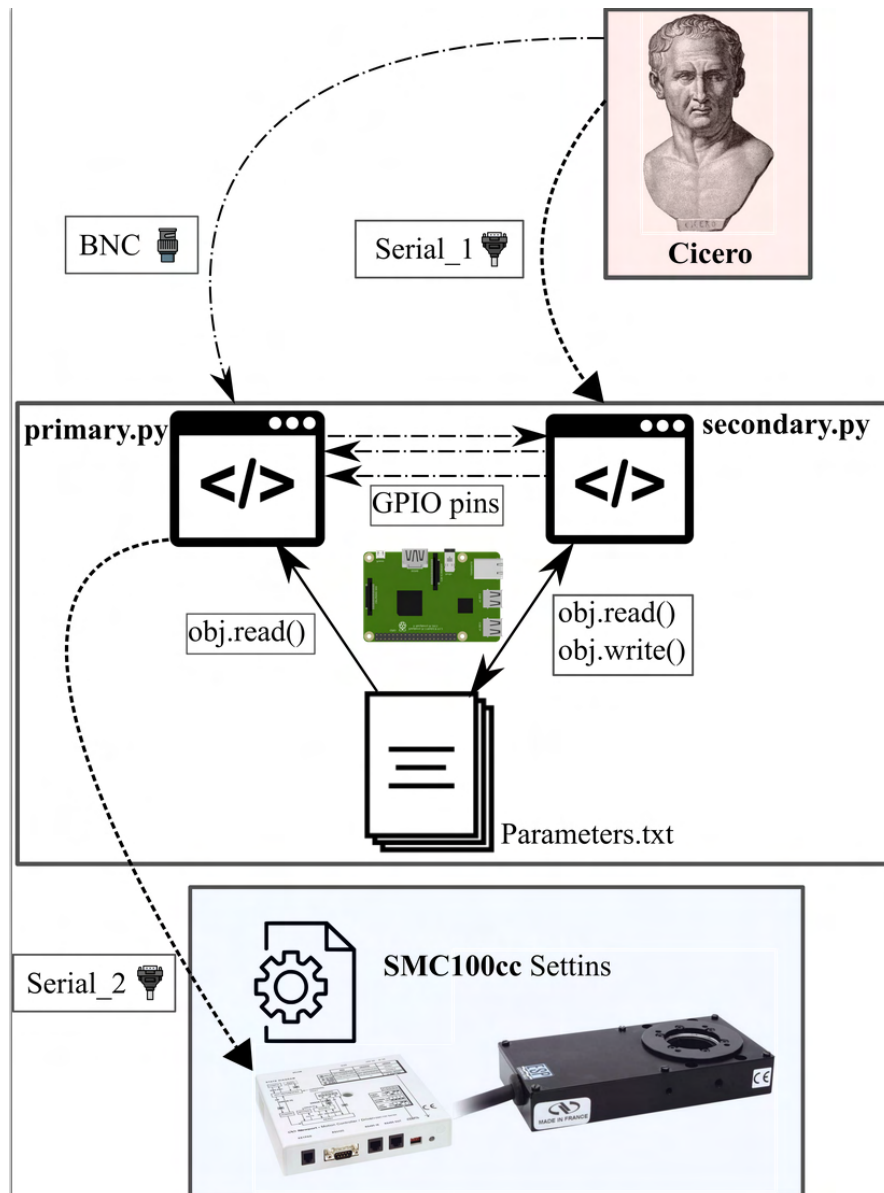 BNC
Serial_1
Cicero
primary.py
</>
</>
secondary.py
GPIO pins
obj.read()
obj.read()
obj.write()
Parameters.txt
Serial_2
SMC100cc Settins
MADE IN FRANCE
CE